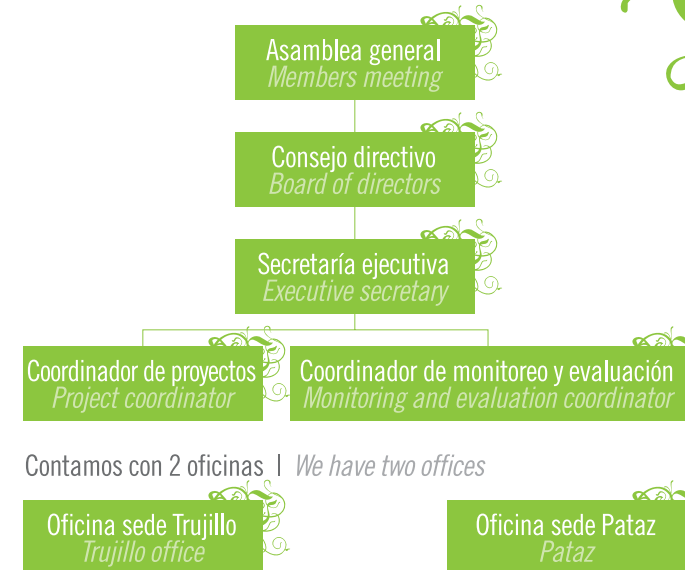 Asamblea general
Members meeting
Consejo directivo
Board of directors
Secretaría ejecutiva
Executive secretary
Coordinador de proyectos
Project coordinator
Coordinador de monitoreo y evaluación
Monitoring and evaluation coordinator
Contamos con 2 oficinas | We have two offices
Oficina sede Trujillo
Trujillo office
Oficina sede Pataz
Pataz